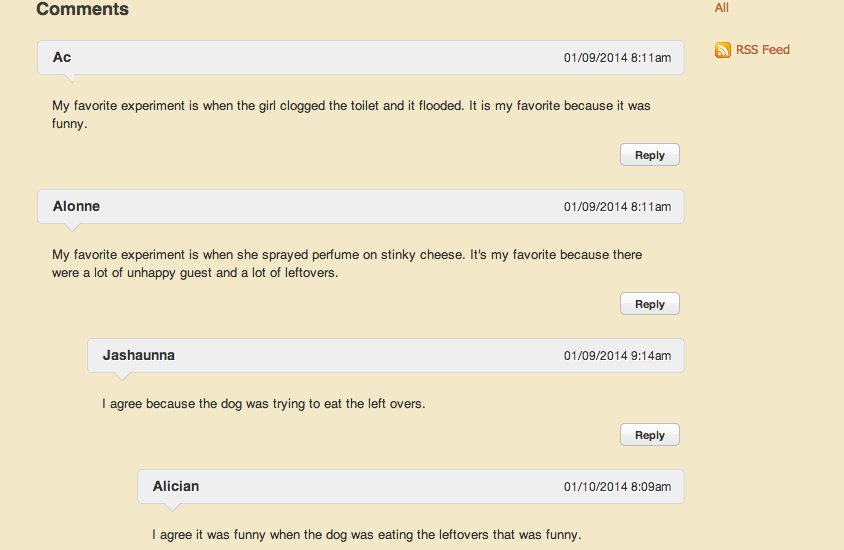 Comments
All
RSS Feed
Ac 01/09/2014 8:11am
My favorite experiment is when the girl clogged the toilet and it flooded. It is my favorite because it was
funny.
Reply
Alonne 01/09/2014 8:11am
My favorite experiment is when she sprayed perfume on stinky cheese. It's my favorite because there
were a lot of unhappy guest and a lot of leftovers.
Reply
Jashaunna 01/09/2014 9:14am
I agree because the dog was trying to eat the left overs.
Reply
Alician 01/10/2014 8:09am
I agree it was funny when the dog was eating the leftovers that was funny.